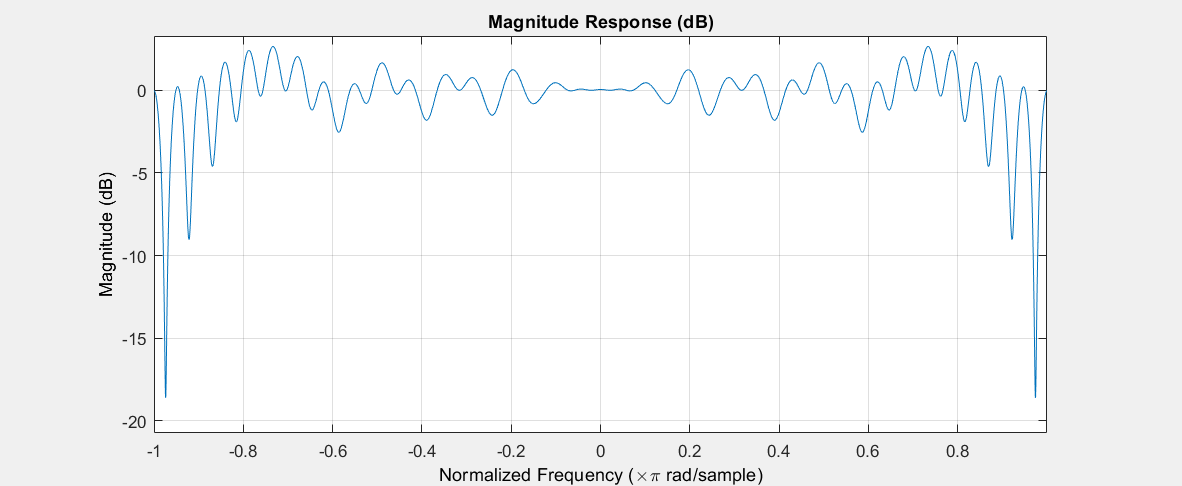 Magnitude Response (dB)
0
-5
-10
-15
-20
Magnitude (dB)
-1 -0.8 -0.6 -0.4 -0.2 0 0.2 0.4 0.6 0.8
Normalized Frequency (×π rad/sample)